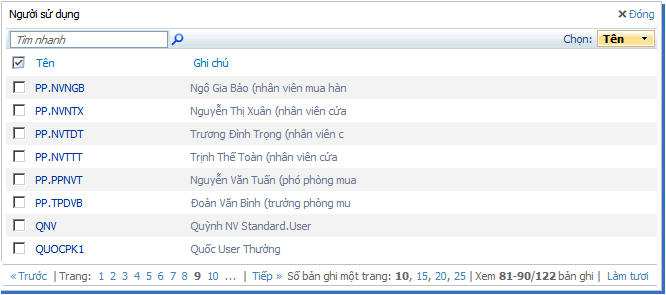 Người sử dụng Đóng
Tìm nhanh Chọn: Tên
Tên Ghi chú
PP.NVNGB Ngô Gia Bảo (nhân viên mua hàn
PP.NVNTX Nguyễn Thị Xuân (nhân viên cửa
PP.NVTDT Trương Đình Trọng (nhân viên c
PP.NVTTT Trịnh Thế Toàn (nhân viên cửa
PP.PPNVT Nguyễn Văn Tuấn (phó phòng mua
PP.TPDVB Đoàn Văn Bình (trưởng phòng mu
QNV Quỳnh NV Standard.User
QUOCPK1 Quốc User Thường
« Trước | Trang: 1 2 3 4 5 6 7 8 9 10 ... | Tiếp » Số bản ghi một trang: 10, 15, 20, 25 | Xem 81-90/122 bản ghi | Làm tươi